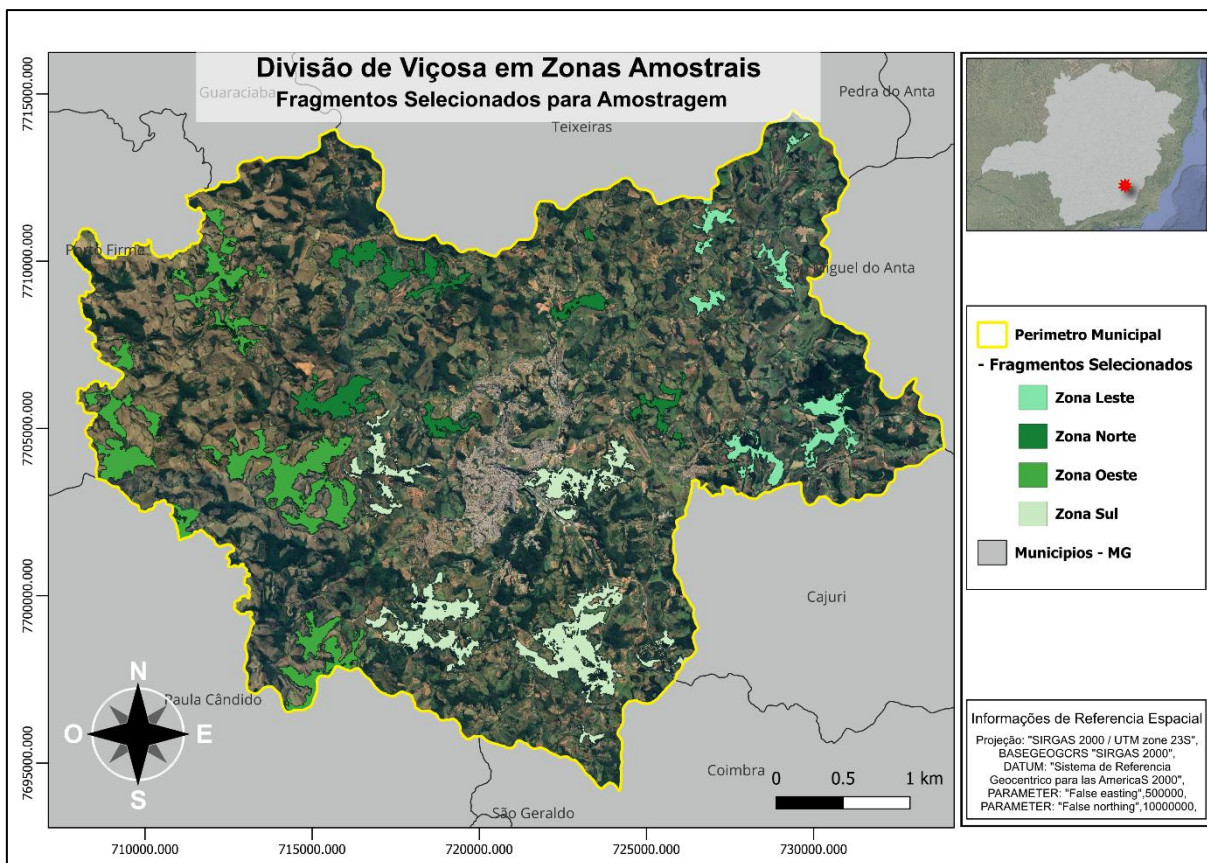 Divisão de Viçosa em Zonas Amostrais
Fragmentos Selecionados para Amostragem
Guaraciaba
Pedra do Anta
Teixeiras
Porto Firme
Miguel do Anta
Cajuri
Paula Cândido
Coimbra
São Geraldo
N
O
E
S
0 0.5 1 km
7715000.000
7710000.000
7705000.000
7700000.000
7695000.000
710000.000 715000.000 720000.000 725000.000 730000.000
Perimetro Municipal
- Fragmentos Selecionados
Zona Leste
Zona Norte
Zona Oeste
Zona Sul
Municipios - MG
Informações de Referencia Espacial
Projeção: "SIRGAS 2000 / UTM zone 23S",
BASEGEOGCRS "SIRGAS 2000",
DATUM: "Sistema de Referencia
Geocentrico para las AmericaS 2000",
PARAMETER: "False easting",500000,
PARAMETER: "False northing",10000000,